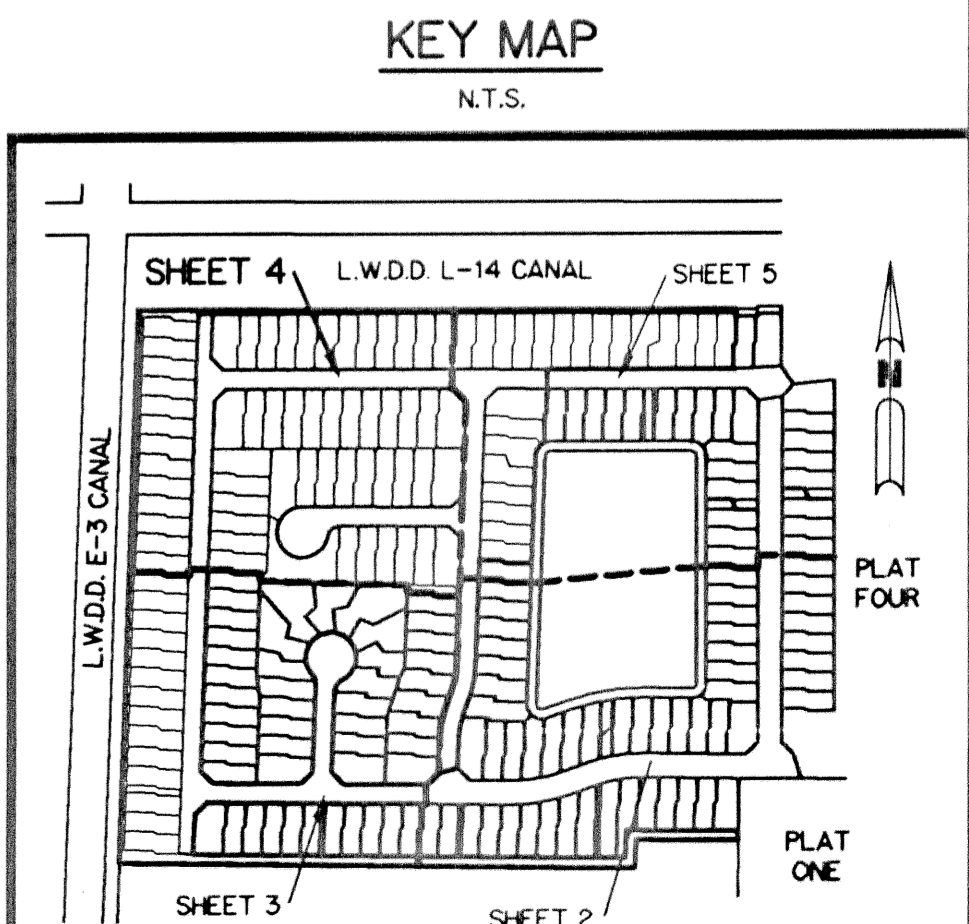 KEY MAP
N.T.S.
SHEET 4
L.W.D.D. L-14 CANAL
SHEET 5
N
L.W.D.D. E-3 CANAL
PLAT
FOUR
PLAT
ONE
SHEET 3
SHEET 2